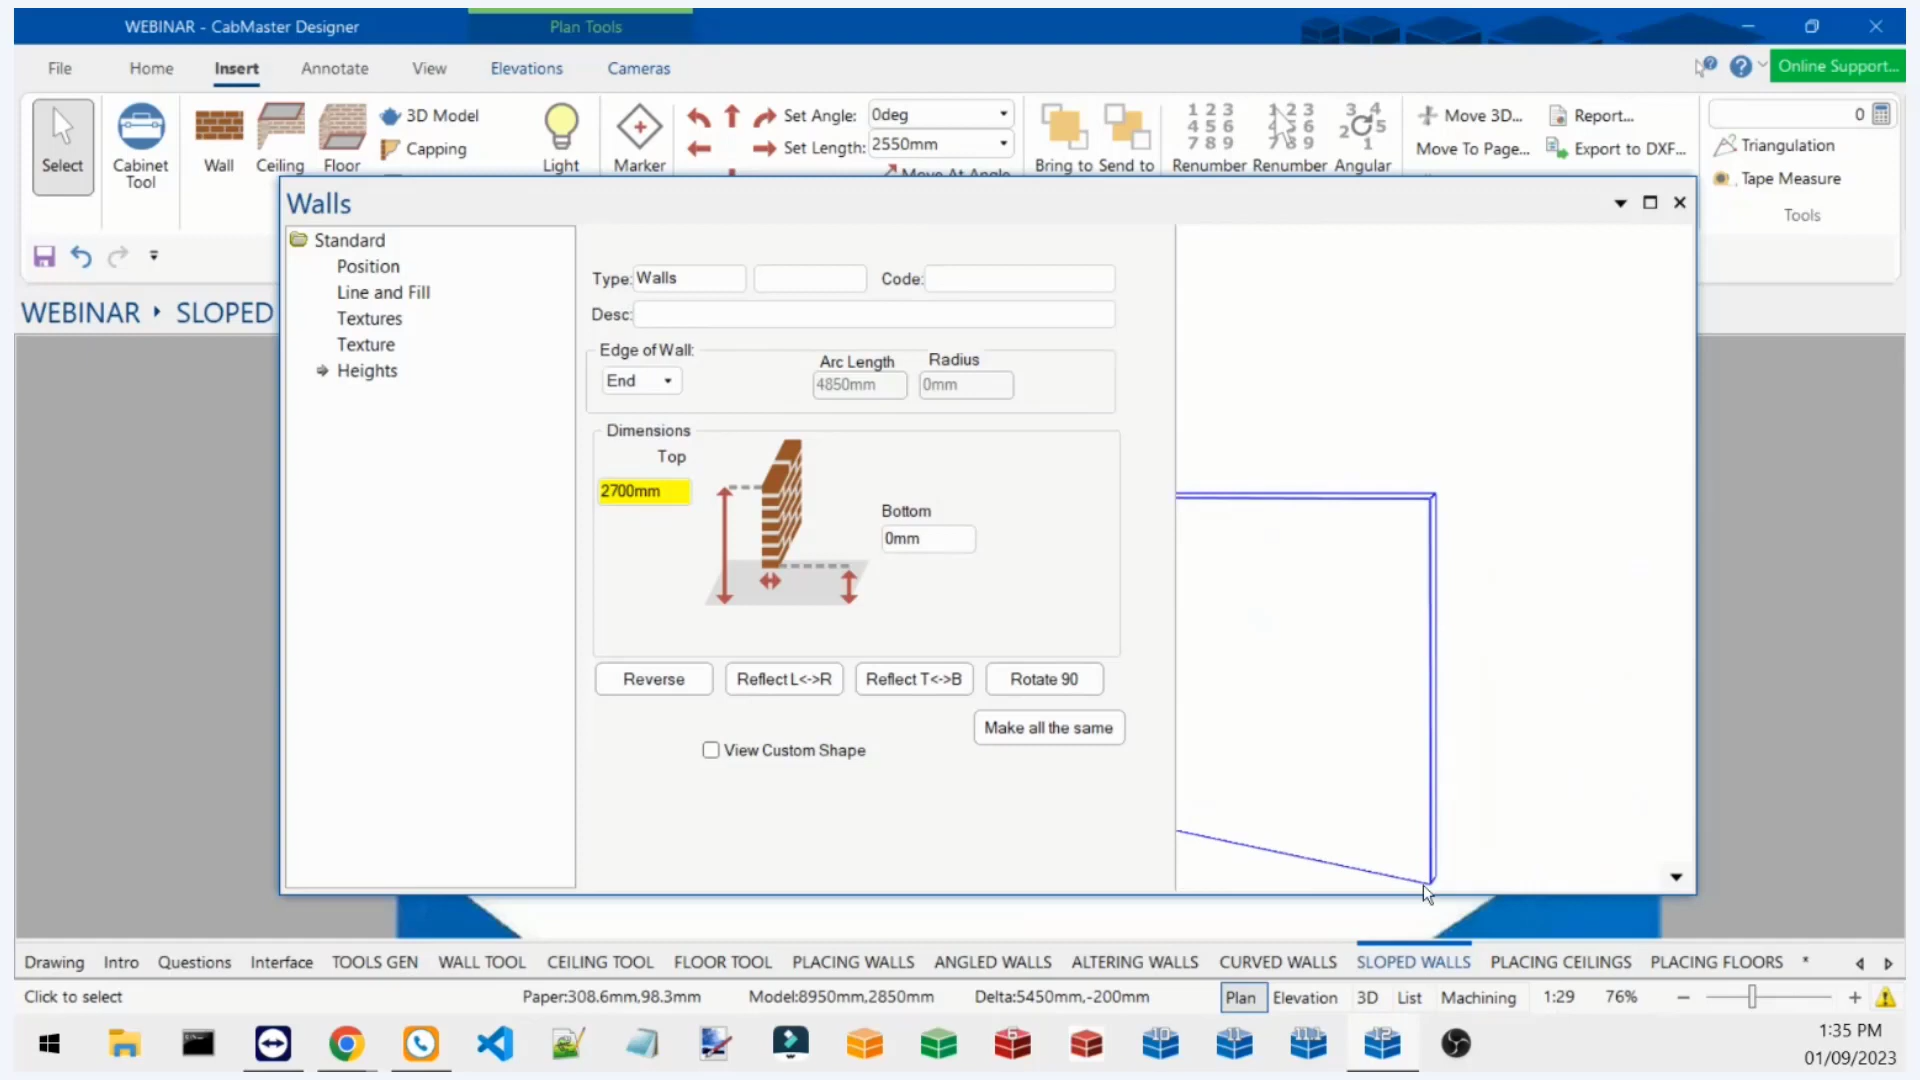 WEBINAR - CabMaster Designer
Plan Tools
File Home Insert Annotate View Elevations Cameras
Online Support...
Select
Cabinet Tool
Wall
Ceiling
Floor
3D Model
Capping
Light
Marker
Set Angle: 0deg
Set Length: 2550mm
Move At Angle
Bring to Send to
Renumber Renumber Angular
Move 3D...
Move To Page...
Report...
Export to DXF...
0
Triangulation
Tape Measure
Tools
WEBINAR SLOPED
Walls
Standard
Position
Line and Fill
Textures
Texture
Heights
Type: Walls
Code:
Desc:
Edge of Wall:
End
Arc Length
4850mm
Radius
0mm
Dimensions
Top
2700mm
Bottom
0mm
Reverse
Reflect L<->R
Reflect T<->B
Rotate 90
Make all the same
View Custom Shape
Drawing Intro Questions Interface TOOLS GEN WALL TOOL CEILING TOOL FLOOR TOOL PLACING WALLS ANGLED WALLS ALTERING WALLS CURVED WALLS SLOPED WALLS PLACING CEILINGS PLACING FLOORS *
Click to select Paper:308.6mm,98.3mm Model:8950mm,2850mm Delta:5450mm,-200mm Plan Elevation 3D List Machining 1:29 76%
1:35 PM
01/09/2023